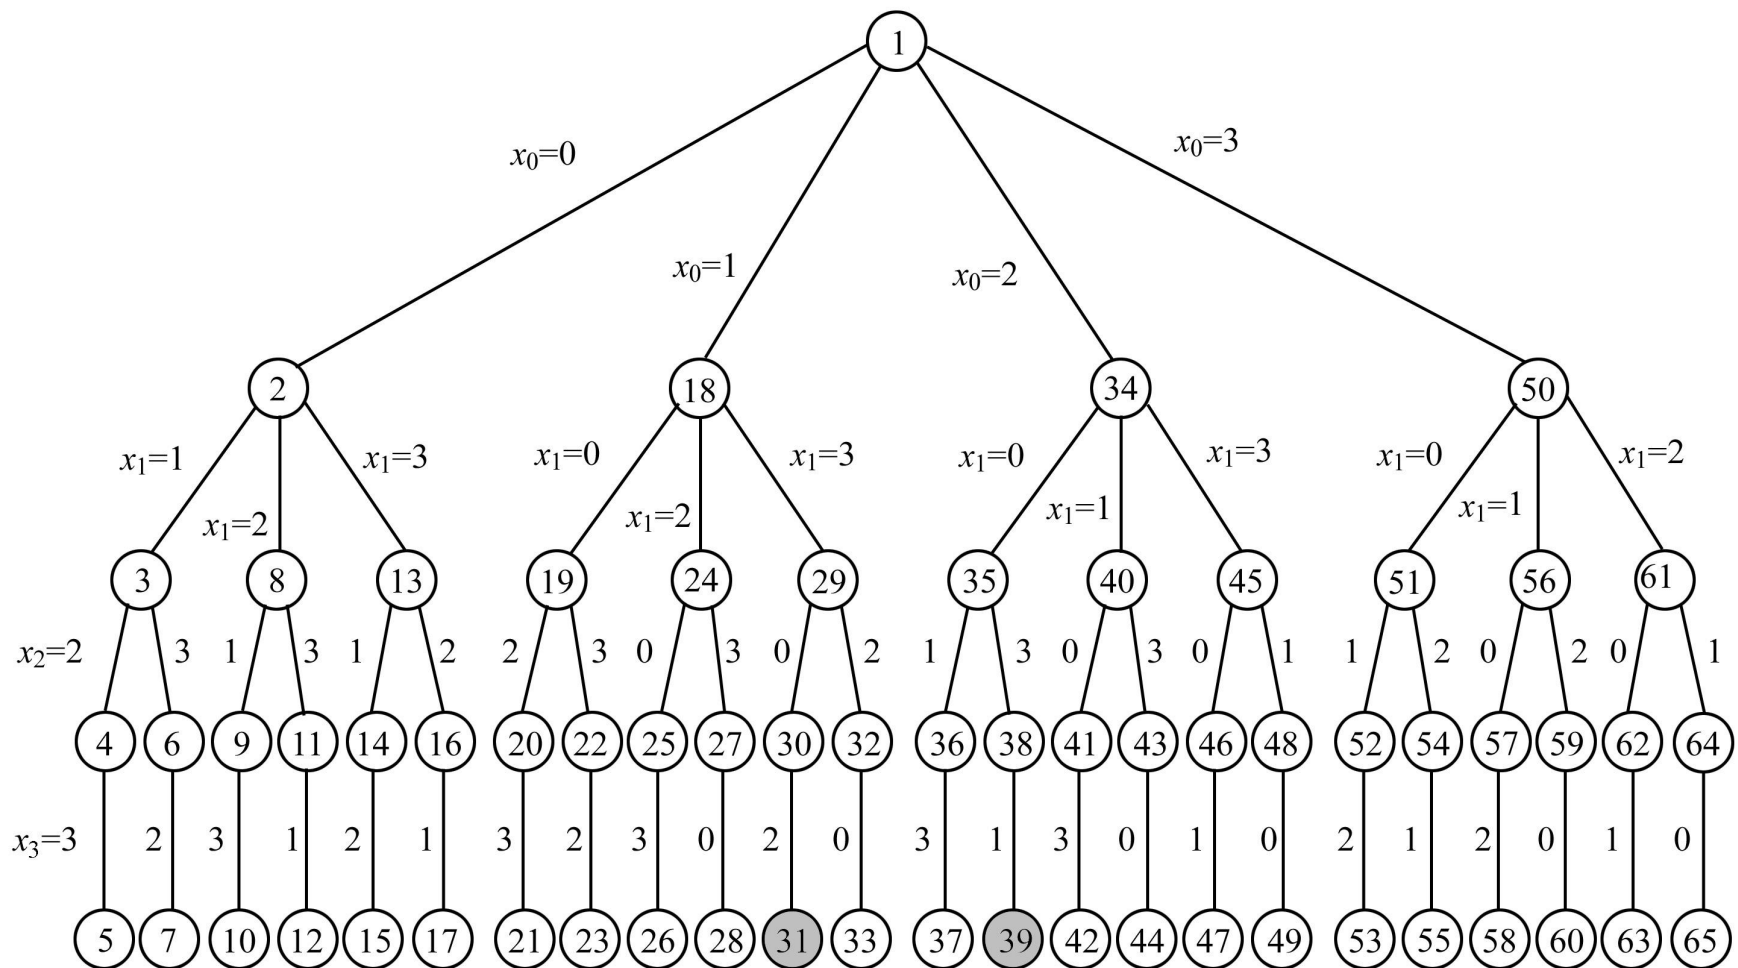 1
x₀=0
x₀=3
x₀=1
x₀=2
2
18
34
50
x₁=1
x₁=3
x₁=0
x₁=3
x₁=0
x₁=3
x₁=0
x₁=2
x₁=2
x₁=2
x₁=1
x₁=1
3 8 13 19 24 29 35 40 45 51 56 61
x₂=2 3 1 3 1 2 2 3 0 3 0 2 1 3 0 3 0 1 1 2 0 2 0 1
4 6 9 11 14 16 20 22 25 27 30 32 36 38 41 43 46 48 52 54 57 59 62 64
x₃=3 2 3 1 2 1 3 2 3 0 2 0 3 1 3 0 1 0 2 1 2 0 1 0
5 7 10 12 15 17 21 23 26 28 31 33 37 39 42 44 47 49 53 55 58 60 63 65